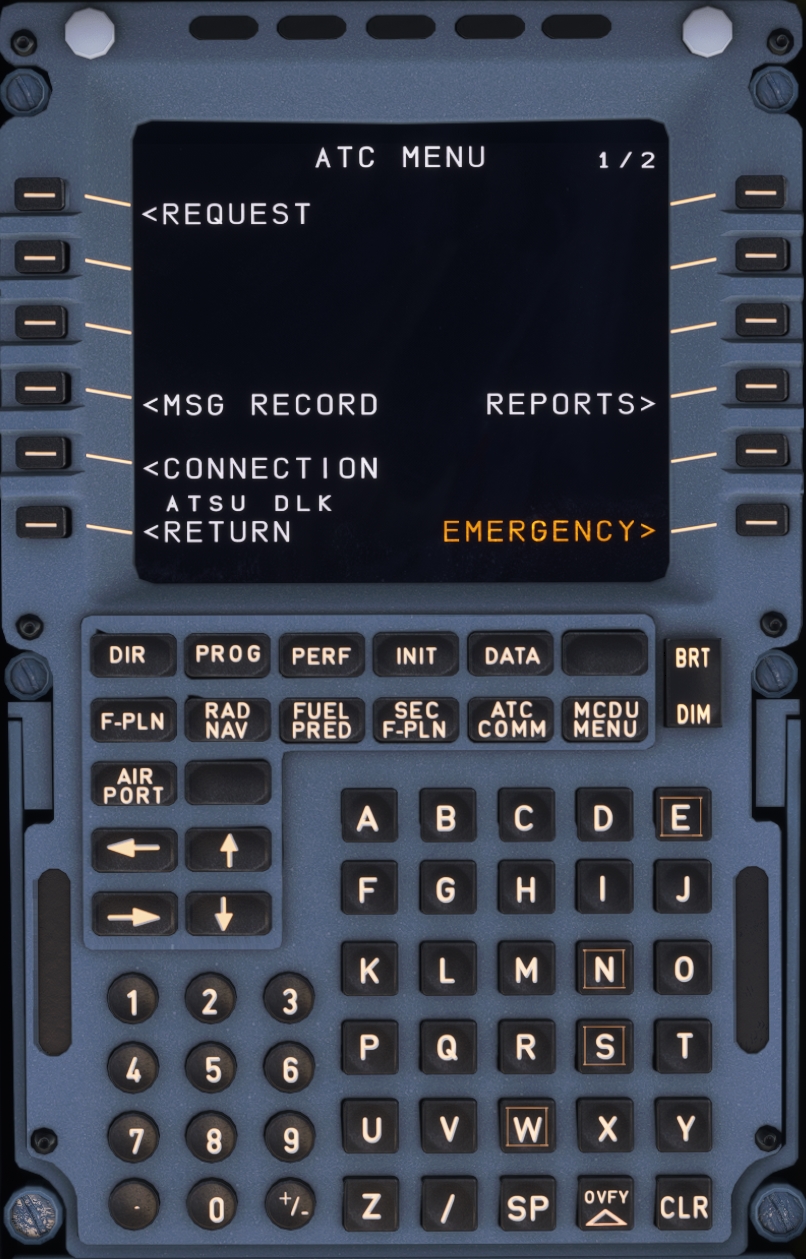 ATC MENU 1/2
<REQUEST
<MSG RECORD REPORTS>
<CONNECTION
ATSU DLK
<RETURN EMERGENCY>
DIR PROG PERF INIT DATA
BRT
DIM
F-PLN RAD NAV FUEL PRED SEC F-PLN ATC COMM MCDU MENU
AIR PORT
A B C D E
F G H I J
K L M N O
1 2 3
P Q R S T
4 5 6
U V W X Y
7 8 9
Z / SP OVFY CLR
. 0 +/-